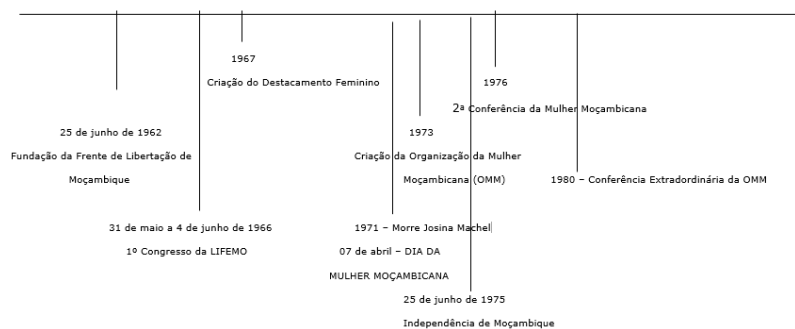 25 de junho de 1962
Fundação da Frente de Libertação de
Moçambique
31 de maio a 4 de junho de 1966
1º Congresso da LIFEMO
1967
Criação do Destacamento Feminino
1971 – Morre Josina Machel
07 de abril – DIA DA
MULHER MOÇAMBICANA
1973
Criação da Organização da Mulher
Moçambicana (OMM)
25 de junho de 1975
Independência de Moçambique
1976
2ª Conferência da Mulher Moçambicana
1980 – Conferência Extradordinária da OMM